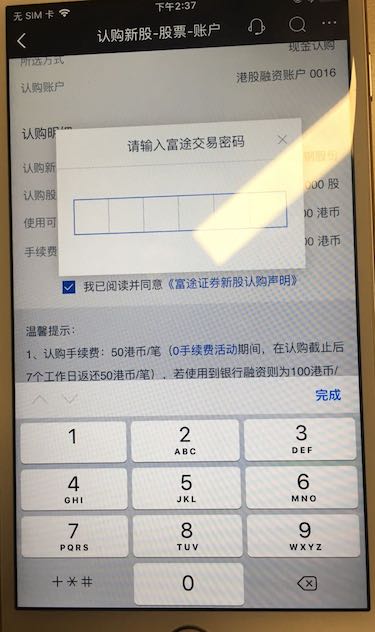 无 SIM 卡
下午2:37
认购新股-股票-账户
所选方式
现金认购
认购账户
港股融资账户 0016
认购明细
请输入富途交易密码
认购新
股份
认购股
000 股
使用可
00 港币
手续费
00 港币
我已阅读并同意《富途证券新股认购声明》
温馨提示:
1、认购手续费:50港币/笔(0手续费活动期间,在认购截止后
7个工作日返还50港币/笔),若使用到银行融资则为100港币/
完成
1
2
ABC
3
DEF
4
GHI
5
JKL
6
MNO
7
PQRS
8
TUV
9
WXYZ
+*#
0